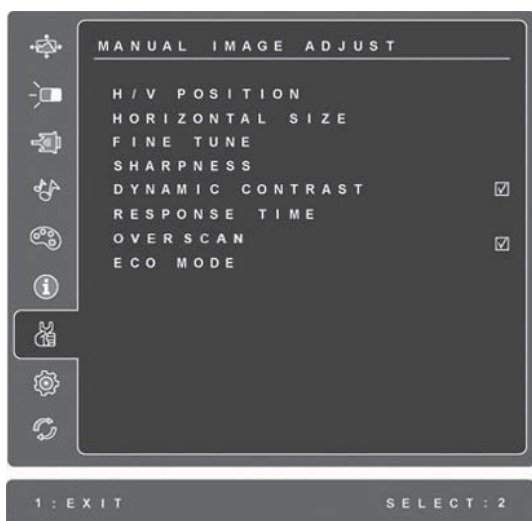 MANUAL IMAGE ADJUST
H/V POSITION
HORIZONTAL SIZE
FINE TUNE
SHARPNESS
DYNAMIC CONTRAST
RESPONSE TIME
OVERSCAN
ECO MODE
1:EXIT SELECT:2